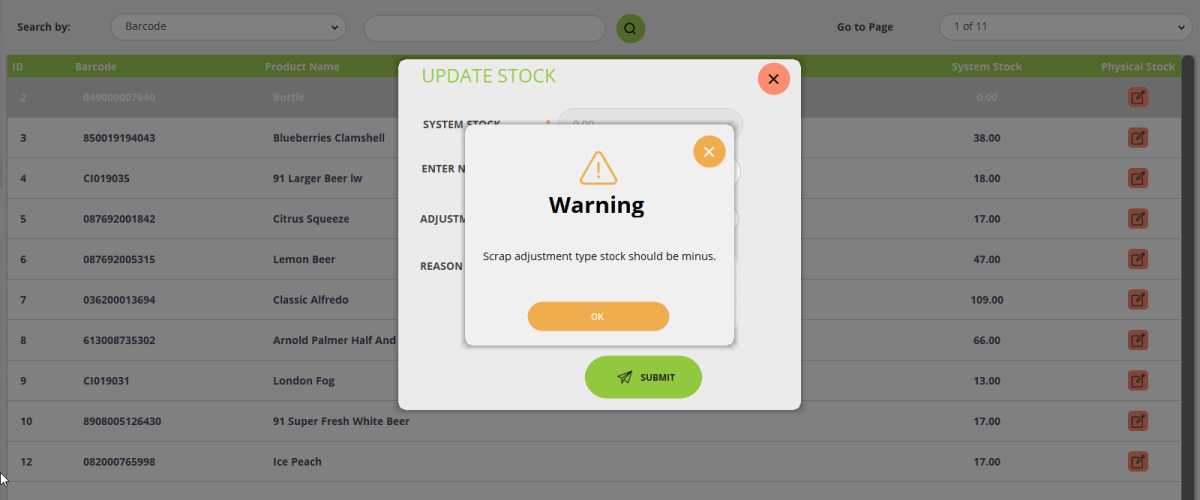 Search by: Barcode Go to Page 1 of 11
ID Barcode Product Name System Stock Physical Stock
UPDATE STOCK
2 049000007640 Bottle 0.00
SYSTEM STOCK * 0.00
3 850019194043 Blueberries Clamshell 38.00
ENTER N
4 CI019035 91 Larger Beer lw 18.00
Warning
5 087692001842 Citrus Squeeze 17.00
ADJUSTM
Scrap adjustment type stock should be minus.
6 087692005315 Lemon Beer 47.00
REASON
7 036200013694 Classic Alfredo 109.00
OK
8 613008735302 Arnold Palmer Half And 66.00
9 CI019031 London Fog 13.00
SUBMIT
10 8908005126430 91 Super Fresh White Beer 17.00
12 082000765998 Ice Peach 17.00